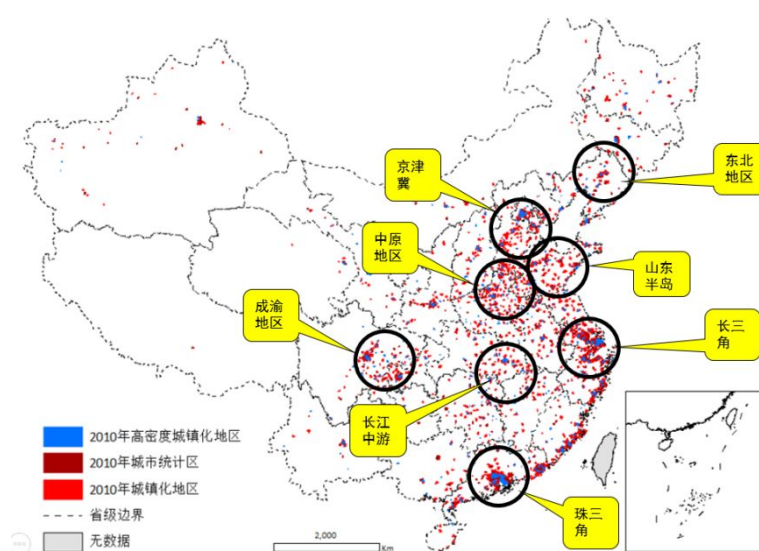 京津
冀
东北
地区
中原
地区
山东
半岛
成渝
地区
长三
角
长江
中游
珠三
角
2010年高密度城镇化地区
2010年城市统计区
2010年城镇化地区
省级边界
无数据
2,000
Km